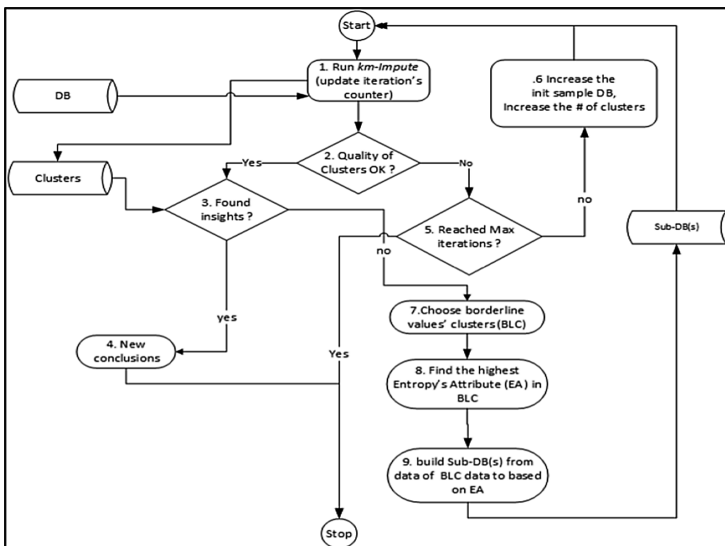 Start
1. Run km-Impute
(update iteration's
counter)
.6 Increase the
init sample DB,
Increase the # of clusters
DB
2. Quality of
Clusters OK ?
Yes
No
Clusters
3. Found
insights ?
no
5. Reached Max
iterations ?
Sub-DB(s)
no
yes
7.Choose borderline
values' clusters (BLC)
4. New
conclusions
Yes
8. Find the highest
Entropy's Attribute (EA) in
BLC
9. build Sub-DB(s) from
data of BLC data to based
on EA
Stop